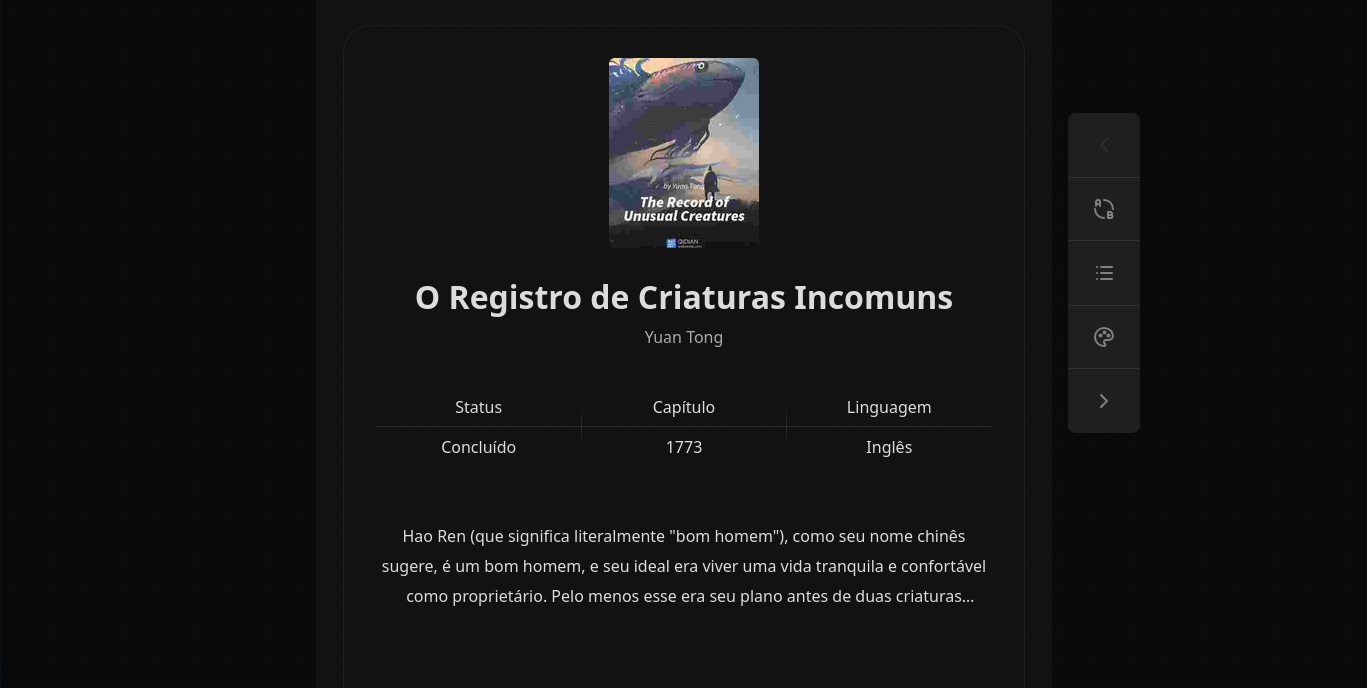 by Yuan Tong
The Record of
Unusual Creatures
QIDIAN
O Registro de Criaturas Incomuns
Yuan Tong
Status Capítulo Linguagem
Concluído 1773 Inglês
Hao Ren (que significa literalmente "bom homem"), como seu nome chinês
sugere, é um bom homem, e seu ideal era viver uma vida tranquila e confortável
como proprietário. Pelo menos esse era seu plano antes de duas criaturas...
A
B